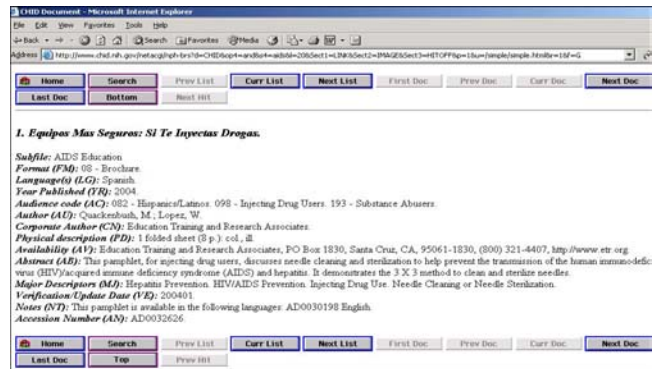 CHID Document - Microsoft Internet Explorer
File Edit View Favorites Tools Help
Back Search Favorites Media
Address http://www.chid.nih.gov/netacgi/nph-brs?d=CHID&op4=and&s4=aids&l=20&Sect1=LINK&Sect2=IMAGE&Sect3=HITOFF&p=1&u=/simple/simple.html&r=1&f=G
Home Search Prev List Curr List Next List First Doc Prev Doc Curr Doc Next Doc
Last Doc Bottom Next Hit
1. Equipos Mas Seguros: Si Te Inyectas Drogas.
Subfile: AIDS Education
Format (FM): 08 - Brochure.
Language(s) (LG): Spanish.
Year Published (YR): 2004.
Audience code (AC): 082 - Hispanics/Latinos. 098 - Injecting Drug Users. 193 - Substance Abusers.
Author (AU): Quackenbush, M.; Lopez, W.
Corporate Author (CN): Education Training and Research Associates.
Physical description (PD): 1 folded sheet (8 p.): col., ill.
Availability (AV): Education Training and Research Associates, PO Box 1830, Santa Cruz, CA, 95061-1830, (800) 321-4407, http://www.etr.org.
Abstract (AB): This pamphlet, for injecting drug users, discusses needle cleaning and sterilization to help prevent the transmission of the human immunodefic
virus (HIV)/acquired immune deficiency syndrome (AIDS) and hepatitis. It demonstrates the 3 X 3 method to clean and sterilize needles.
Major Descriptors (MJ): Hepatitis Prevention. HIV/AIDS Prevention. Injecting Drug Use. Needle Cleaning or Needle Sterilization.
Verification/Update Date (VE): 200401.
Notes (NT): This pamphlet is available in the following languages: AD0030198 English.
Accession Number (AN): AD0032626
Home Search Prev List Curr List Next List First Doc Prev Doc Curr Doc Next Doc
Last Doc Top Prev Hit